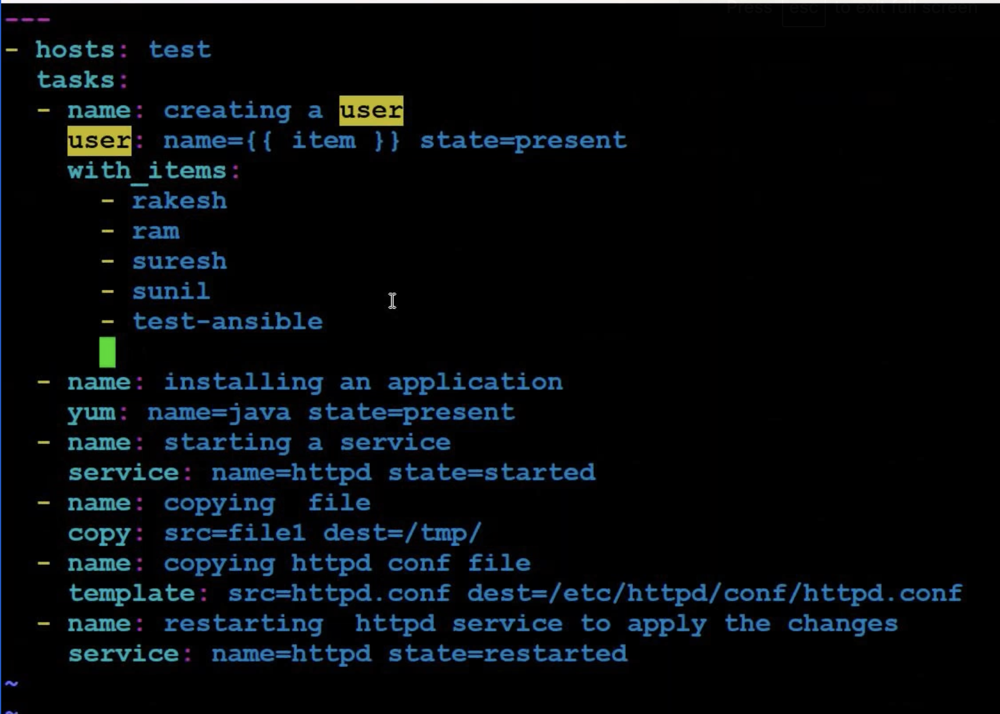 Press esc to exit full screen
---
- hosts: test
  tasks:
  - name: creating a user
    user: name={{ item }} state=present
    with_items:
      - rakesh
      - ram
      - suresh
      - sunil
      - test-ansible

  - name: installing an application
    yum: name=java state=present
  - name: starting a service
    service: name=httpd state=started
  - name: copying  file
    copy: src=file1 dest=/tmp/
  - name: copying httpd conf file
    template: src=httpd.conf dest=/etc/httpd/conf/httpd.conf
  - name: restarting  httpd service to apply the changes
    service: name=httpd state=restarted
~
~